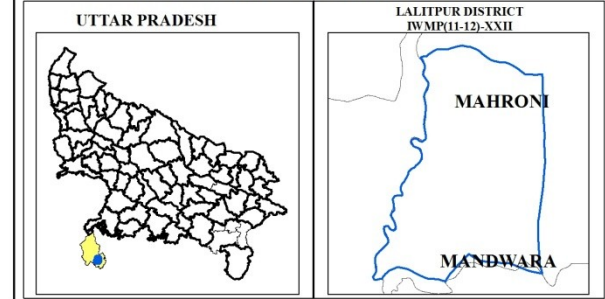 UTTAR PRADESH
LALITPUR DISTRICT
IWMP(11-12)-XXII
MAHRONI
MANDWARA